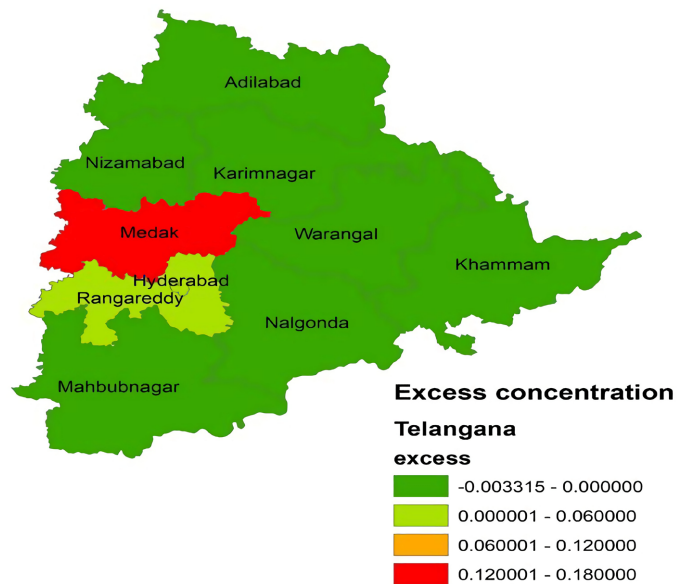 Adilabad
Nizamabad
Karimnagar
Medak
Warangal
Khammam
Hyderabad
Rangareddy
Nalgonda
Mahbubnagar
Excess concentration
Telangana
excess
-0.003315 - 0.000000
0.000001 - 0.060000
0.060001 - 0.120000
0.120001 - 0.180000